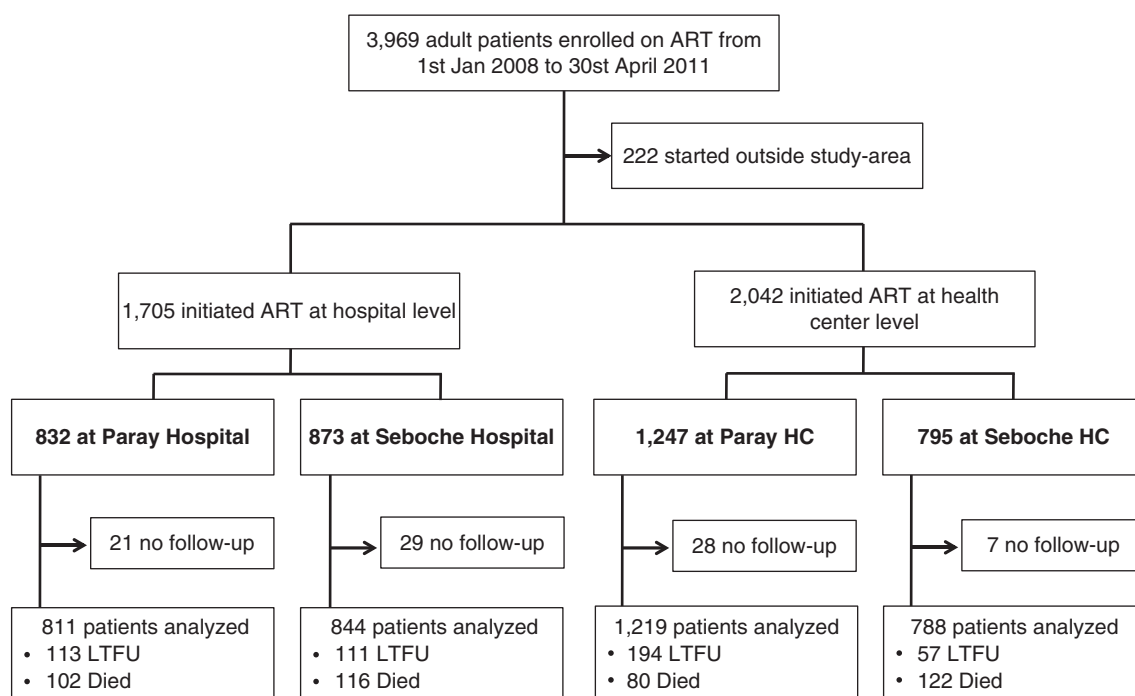 3,969 adult patients enrolled on ART from
1st Jan 2008 to 30st April 2011
222 started outside study-area
1,705 initiated ART at hospital level
2,042 initiated ART at health
center level
832 at Paray Hospital
873 at Seboche Hospital
1,247 at Paray HC
795 at Seboche HC
21 no follow-up
29 no follow-up
28 no follow-up
7 no follow-up
811 patients analyzed
• 113 LTFU
• 102 Died
844 patients analyzed
• 111 LTFU
• 116 Died
1,219 patients analyzed
• 194 LTFU
• 80 Died
788 patients analyzed
• 57 LTFU
• 122 Died